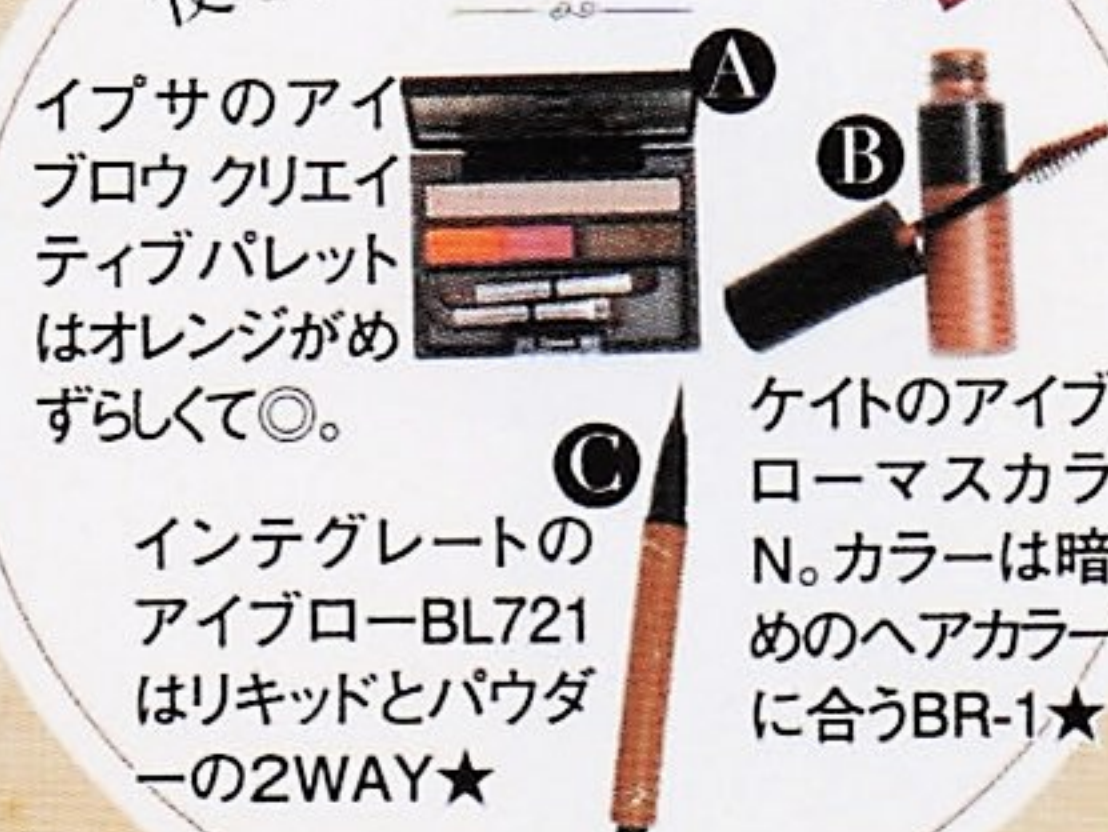 A
イプサのアイ
ブロウ クリエイ
ティブパレット
はオレンジがめ
ずらしくて◎。
B
ケイトのアイブ
ローマスカラ
N。カラーは暗
めのヘアカラー
に合うBR-1★
C
インテグレートの
アイブローBL721
はリキッドとパウダ
ーの2WAY★